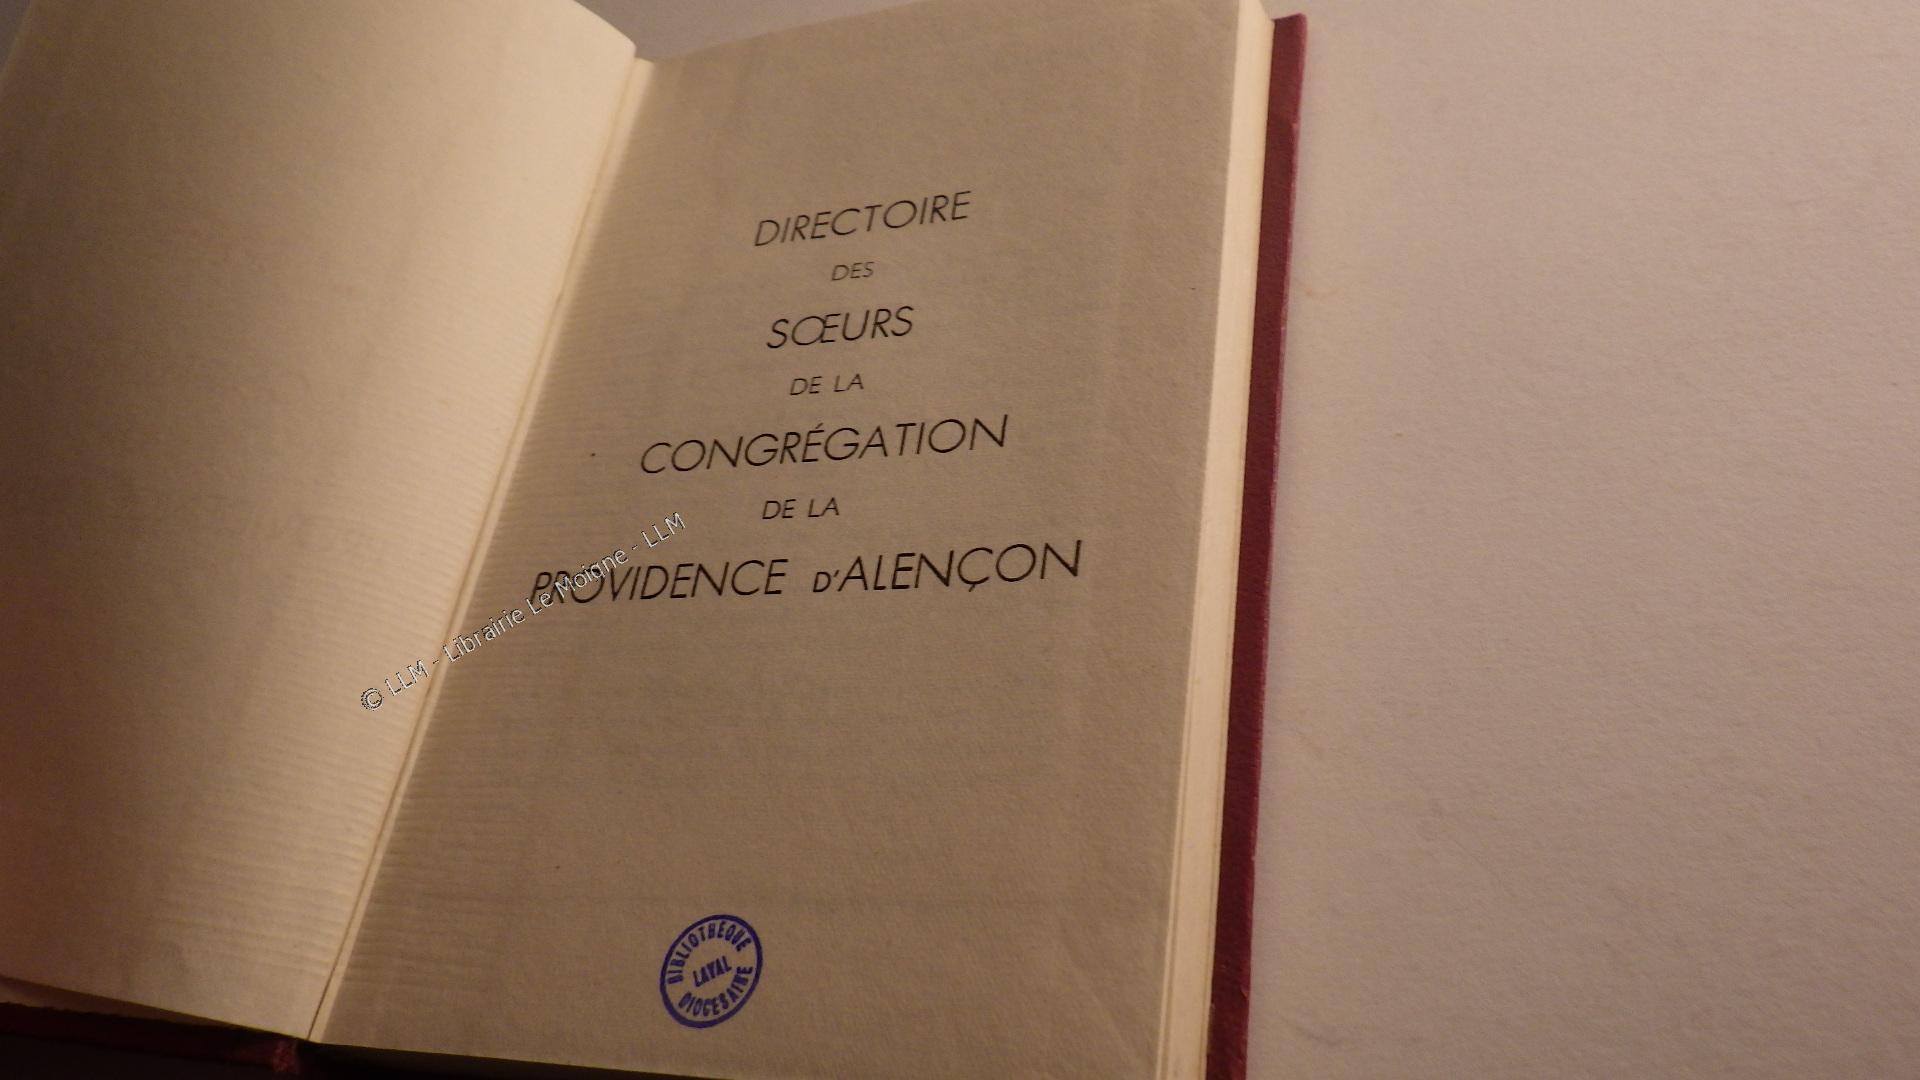 DIRECTOIRE
DES
SŒURS
DE LA
CONGRÉGATION
DE LA
PROVIDENCE D'ALENÇON
© LLM - Librairie Le Moigne - LLM
BIBLIOTHÈQUE
LAVAL
DIOCÉSAINE